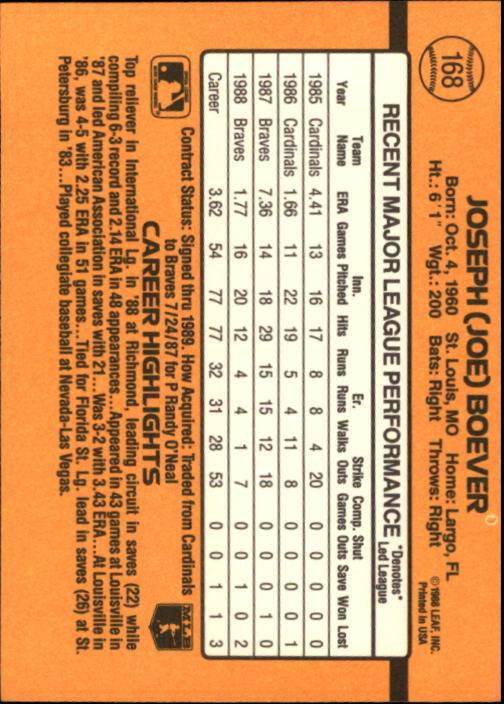 168
JOSEPH (JOE) BOEVER
Born: Oct. 4, 1960 St. Louis, MO Home: Largo, FL
Ht.: 6'1" Wgt.: 200 Bats: Right Throws: Right
© 1988 LEAF, INC.
Printed in USA
RECENT MAJOR LEAGUE PERFORMANCE
"Denotes"
Led League
Team Inn. Er. Strike Comp. Shut
Year Name ERA Games Pitched Hits Runs Runs Walks Outs Games Outs Save Won Lost
1985 Cardinals 4.41 13 16 17 8 8 4 20 0 0 0 0 0
1986 Cardinals 1.66 11 22 19 5 4 11 8 0 0 0 0 1
1987 Braves 7.36 14 18 29 15 15 12 18 0 0 0 1 0
1988 Braves 1.77 16 20 12 4 4 1 7 0 0 1 0 2
Career 3.62 54 77 77 32 31 28 53 0 0 1 1 3
Contract Status: Signed thru 1989. How Acquired: Traded from Cardinals
to Braves 7/24/87 for P Randy O'Neal
MLB
CAREER HIGHLIGHTS
Top reliever in International Lg. in '88 at Richmond, leading circuit in saves (22) while
compiling 6-3 record and 2.14 ERA in 48 appearances...Appeared in 43 games at Louisville in
'87 and led American Association in saves with 21...Was 3-2 with 3.43 ERA...At Louisville in
'86, was 4-5 with 2.25 ERA in 51 games...Tied for Florida St. Lg. lead in saves (26) at St.
Petersburg in '83...Played collegiate baseball at Nevada-Las Vegas.